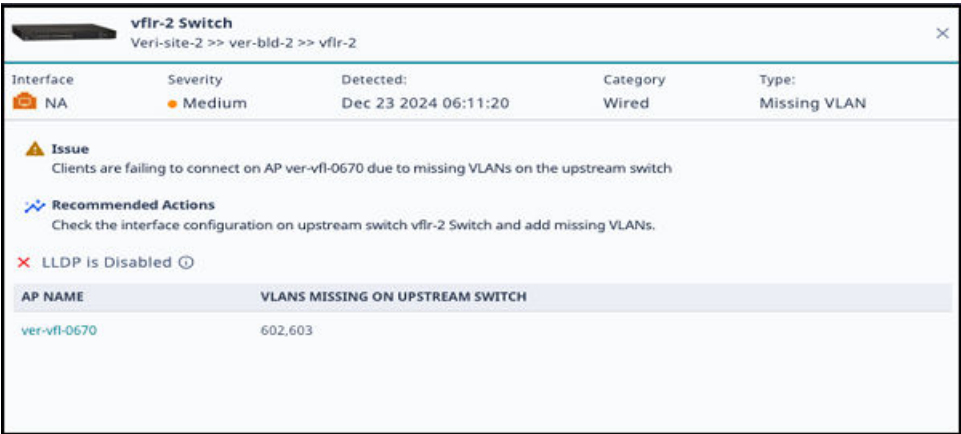 vflr-2 Switch
Veri-site-2 >> ver-bld-2 >> vflr-2
Interface Severity Detected: Category Type:
NA Medium Dec 23 2024 06:11:20 Wired Missing VLAN
Issue
Clients are failing to connect on AP ver-vfl-0670 due to missing VLANs on the upstream switch
Recommended Actions
Check the interface configuration on upstream switch vflr-2 Switch and add missing VLANs.
LLDP is Disabled
AP NAME VLANS MISSING ON UPSTREAM SWITCH
ver-vfl-0670 602,603